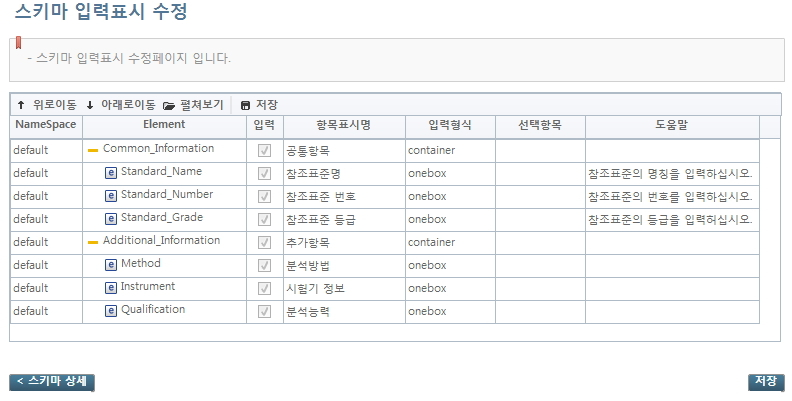 스키마 입력표시 수정
- 스키마 입력표시 수정페이지 입니다.
위로이동 아래로이동 펼쳐보기 저장
NameSpace Element 입력 항목표시명 입력형식 선택항목 도움말
default Common_Information 공통항목 container
default Standard_Name 참조표준명 onebox 참조표준의 명칭을 입력하십시오.
default Standard_Number 참조표준 번호 onebox 참조표준의 번호를 입력하십시오.
default Standard_Grade 참조표준 등급 onebox 참조표준의 등급을 입력허십시오.
default Additional_Information 추가항목 container
default Method 분석방법 onebox
default Instrument 시험기 정보 onebox
default Qualification 분석능력 onebox
< 스키마 상세 저장